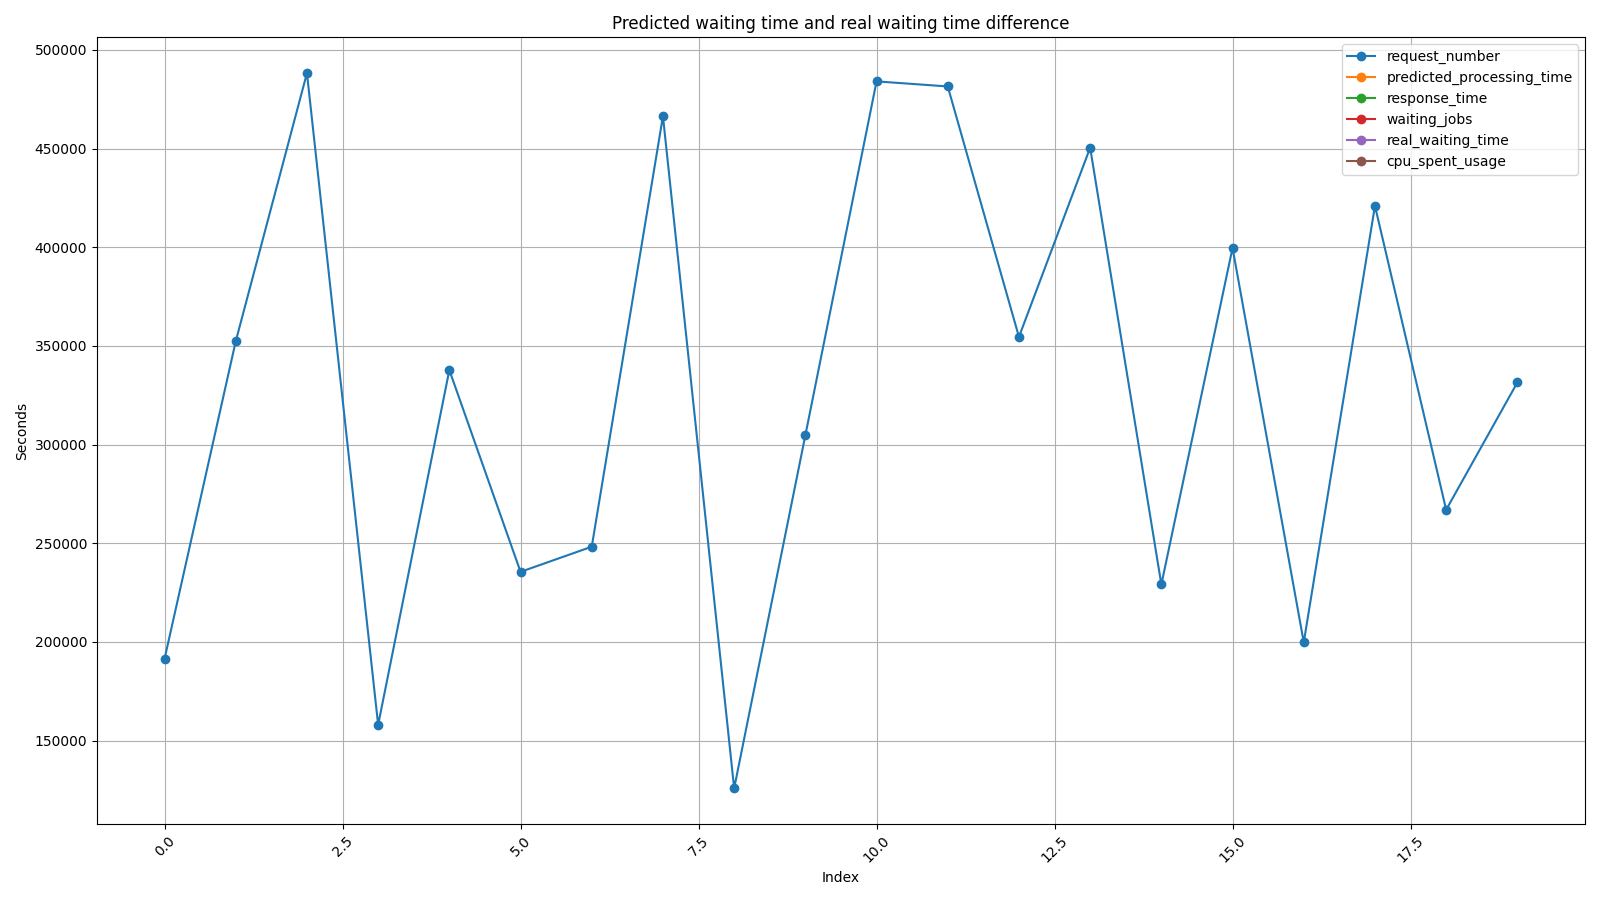 Predicted waiting time and real waiting time difference
500000
450000
400000
350000
300000
250000
200000
150000
Seconds
request_number
predicted_processing_time
response_time
waiting_jobs
real_waiting_time
cpu_spent_usage
0.0
2.5
5.0
7.5
10.0
12.5
15.0
17.5
Index